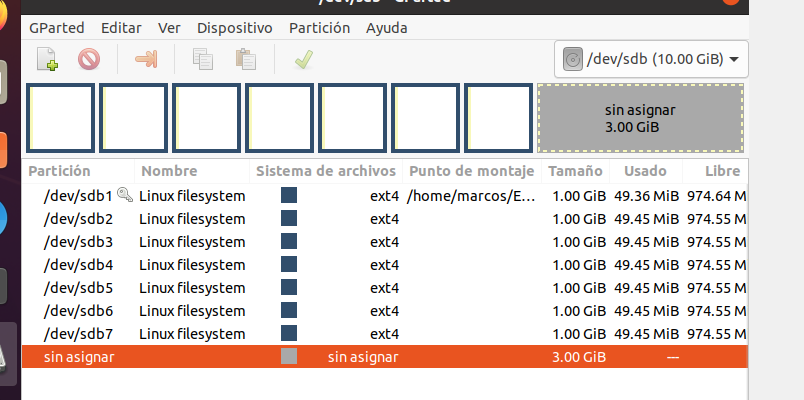 /dev/sdb - GParted
GParted Editar Ver Dispositivo Partición Ayuda
/dev/sdb (10.00 GiB)
sin asignar
3.00 GiB
Partición Nombre Sistema de archivos Punto de montaje Tamaño Usado Libre
/dev/sdb1 Linux filesystem ext4 /home/marcos/E... 1.00 GiB 49.36 MiB 974.64 M
/dev/sdb2 Linux filesystem ext4 1.00 GiB 49.45 MiB 974.55 M
/dev/sdb3 Linux filesystem ext4 1.00 GiB 49.45 MiB 974.55 M
/dev/sdb4 Linux filesystem ext4 1.00 GiB 49.45 MiB 974.55 M
/dev/sdb5 Linux filesystem ext4 1.00 GiB 49.45 MiB 974.55 M
/dev/sdb6 Linux filesystem ext4 1.00 GiB 49.45 MiB 974.55 M
/dev/sdb7 Linux filesystem ext4 1.00 GiB 49.45 MiB 974.55 M
sin asignar sin asignar 3.00 GiB ---